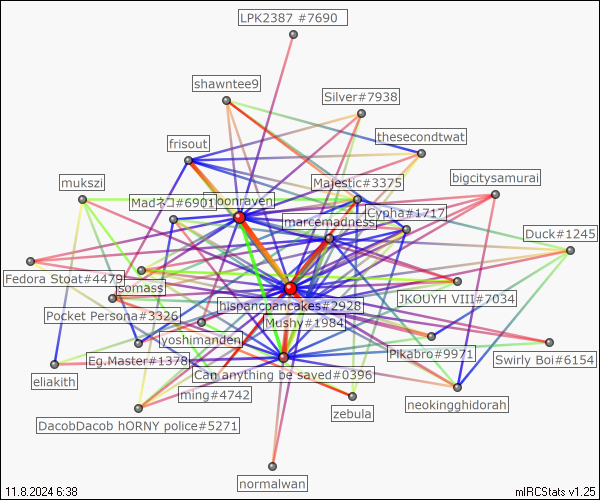 LPK2387 #7690
shawntee9
Silver#7938
thesecondtwat
frisout
Majestic#3375
bigcitysamurai
mukszi
Madネコ#6901
moonraven
Cypha#1717
marcemadness
Duck#1245
Fedora Stoat#4479
somass
hispancpancakes#2928
JKOUYH VIII#7034
Pocket Persona#3326
Mushy#1984
yoshimanden
Eg.Master#1378
Pikabro#9971
Swirly Boi#6154
Can anything be saved#0396
eliakith
ming#4742
zebula
neokingghidorah
DacobDacob hORNY police#5271
normalwan
11.8.2024 6:38
mIRCStats v1.25